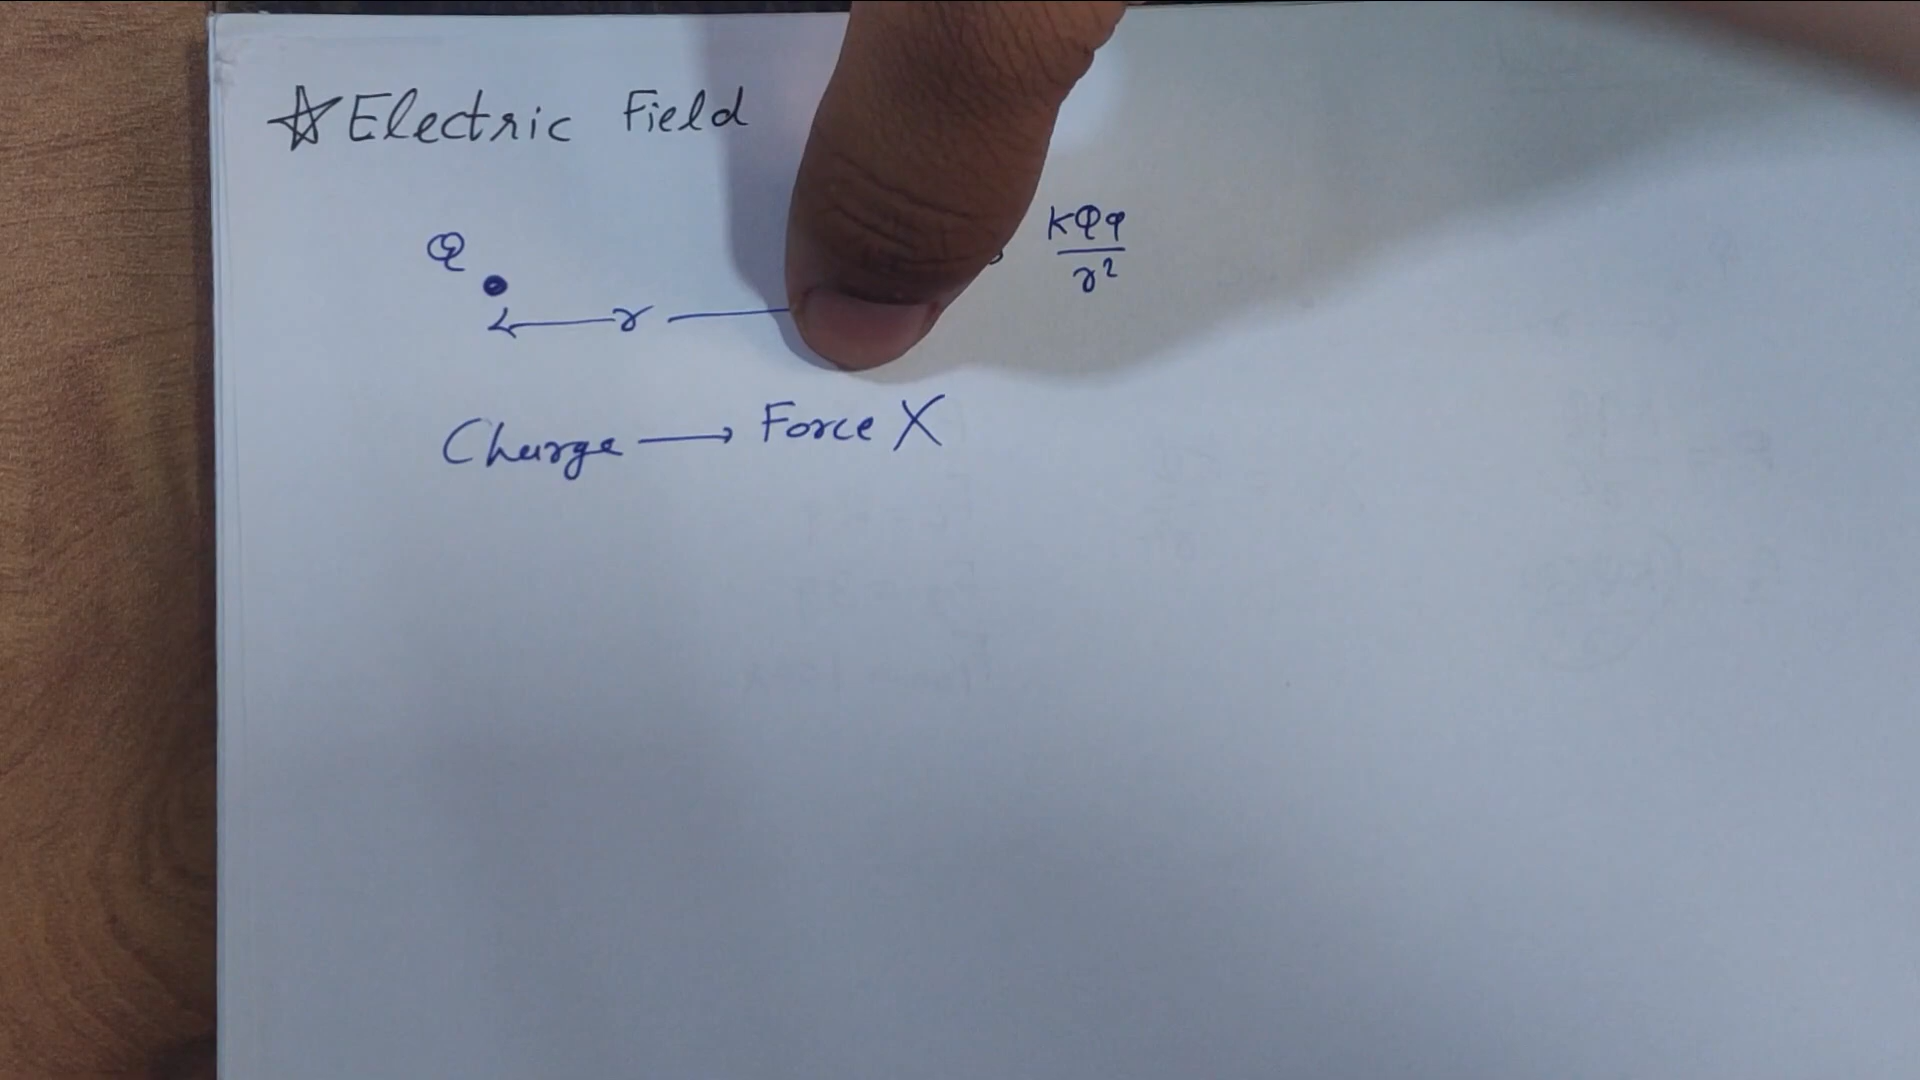 ☆ Electric Field
Q
kQq
r²
r
Charge → Force X